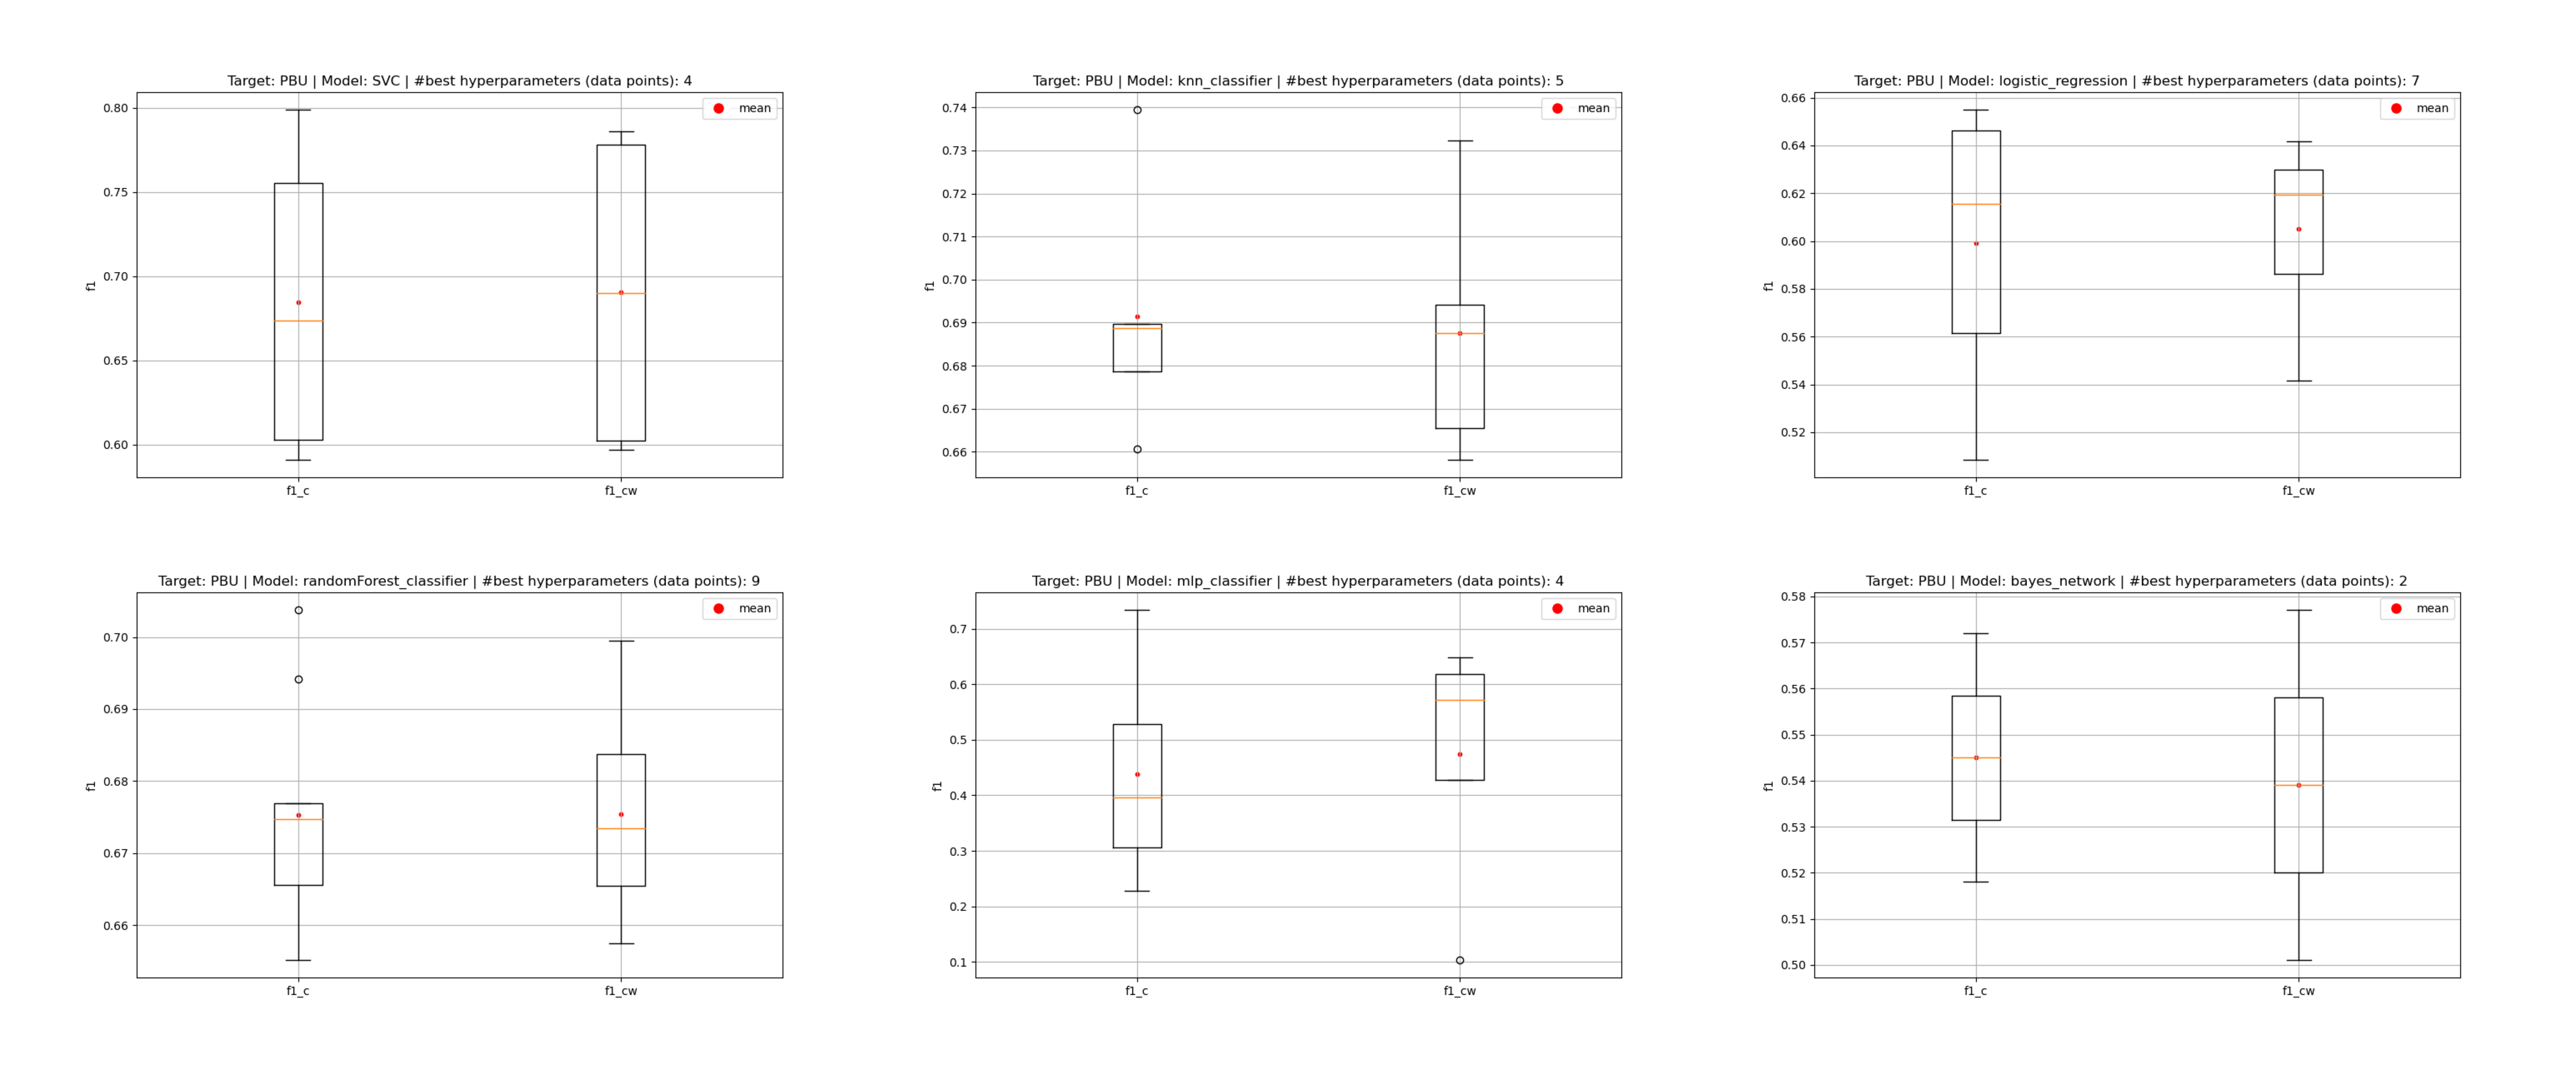 Target: PBU | Model: SVC | #best hyperparameters (data points): 4
mean
0.80
0.75
0.70
0.65
0.60
f1
f1_c
f1_cw
Target: PBU | Model: knn_classifier | #best hyperparameters (data points): 5
mean
0.74
0.73
0.72
0.71
0.70
0.69
0.68
0.67
0.66
f1
f1_c
f1_cw
Target: PBU | Model: logistic_regression | #best hyperparameters (data points): 7
mean
0.66
0.64
0.62
0.60
0.58
0.56
0.54
0.52
f1
f1_c
f1_cw
Target: PBU | Model: randomForest_classifier | #best hyperparameters (data points): 9
mean
0.70
0.69
0.68
0.67
0.66
f1
f1_c
f1_cw
Target: PBU | Model: mlp_classifier | #best hyperparameters (data points): 4
mean
0.7
0.6
0.5
0.4
0.3
0.2
0.1
f1
f1_c
f1_cw
Target: PBU | Model: bayes_network | #best hyperparameters (data points): 2
mean
0.58
0.57
0.56
0.55
0.54
0.53
0.52
0.51
0.50
f1
f1_c
f1_cw